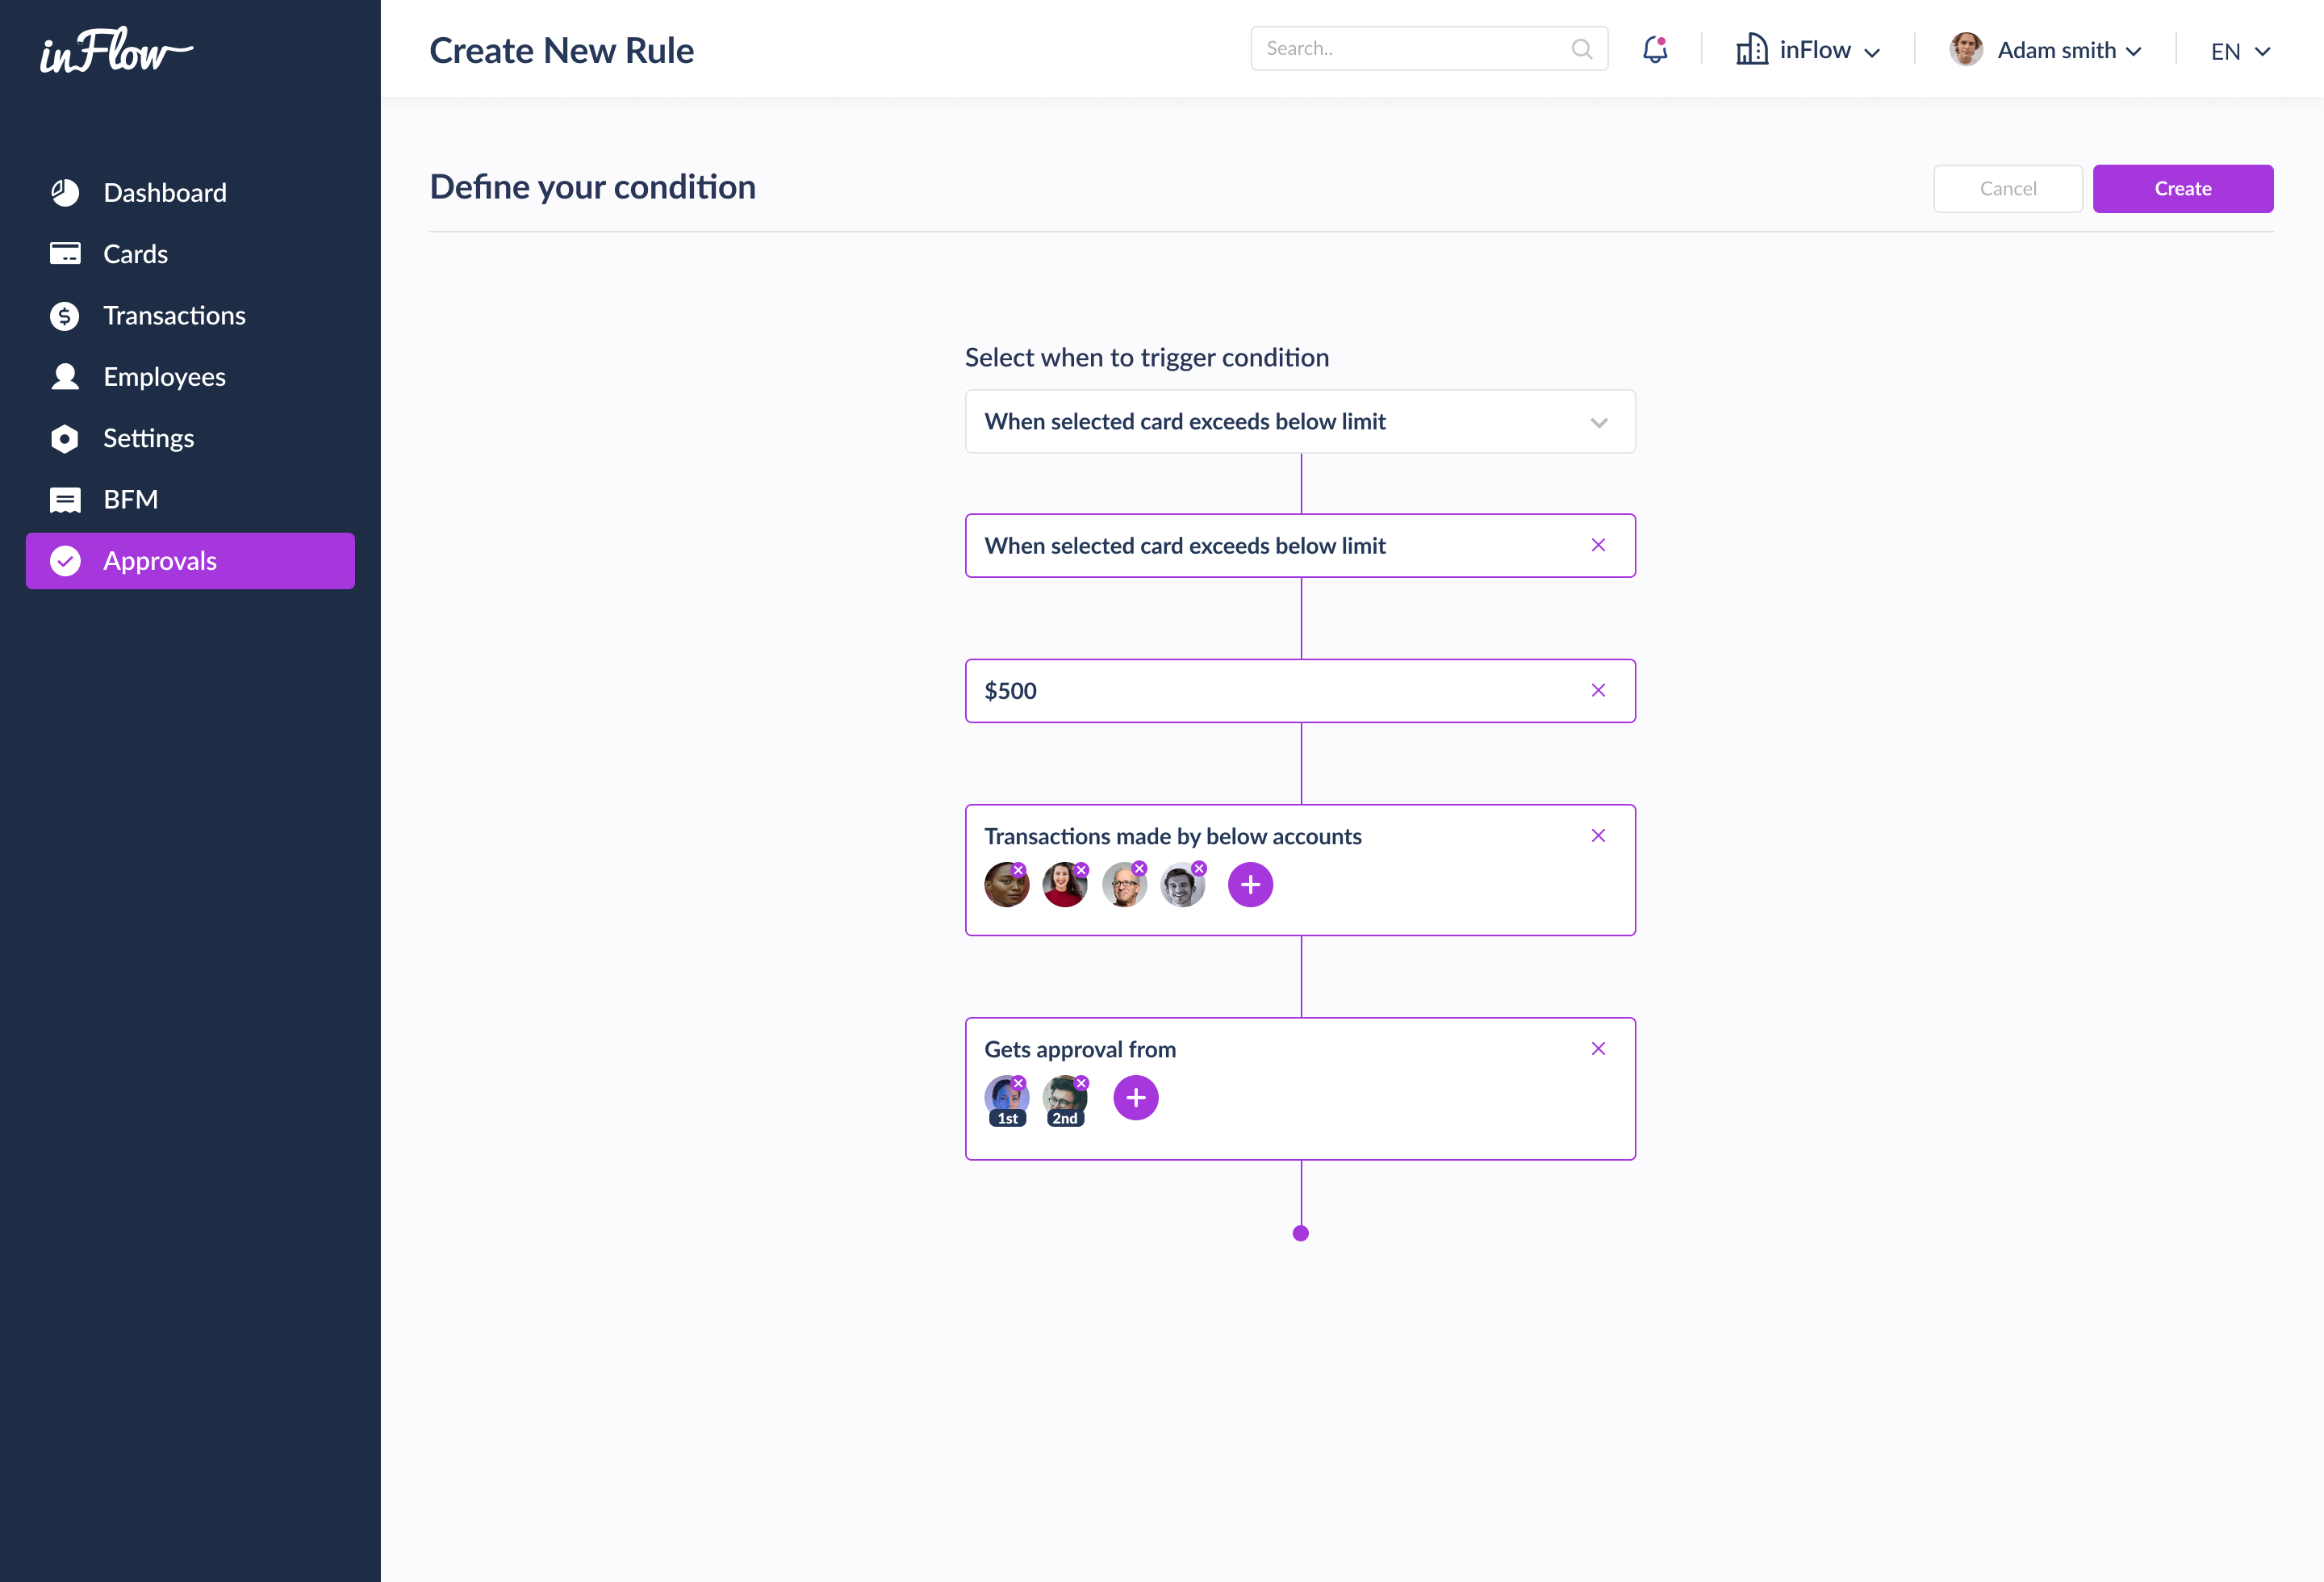 inFlow
Create New Rule
Search..
inFlow
Adam smith
EN
Dashboard
Cards
Transactions
Employees
Settings
BFM
Approvals
Define your condition
Cancel
Create
Select when to trigger condition
When selected card exceeds below limit
When selected card exceeds below limit
$500
Transactions made by below accounts
Gets approval from
1st
2nd